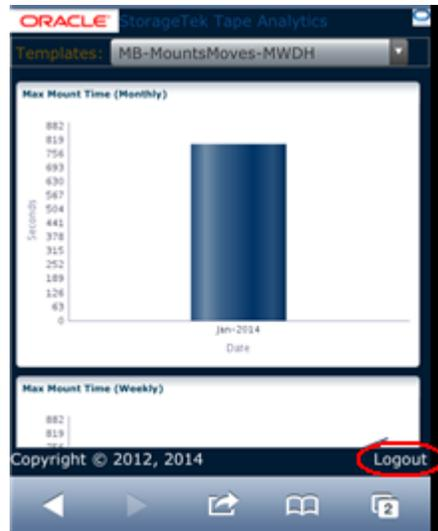 ORACLE® StorageTek Tape Analytics
Templates: MB-MountsMoves-MWDH
Max Mount Time (Monthly)
882
819
756
693
630
567
504
441
378
315
252
189
126
63
0
Seconds
Jan-2014
Date
Max Mount Time (Weekly)
882
819
756
Copyright © 2012, 2014 Logout
2